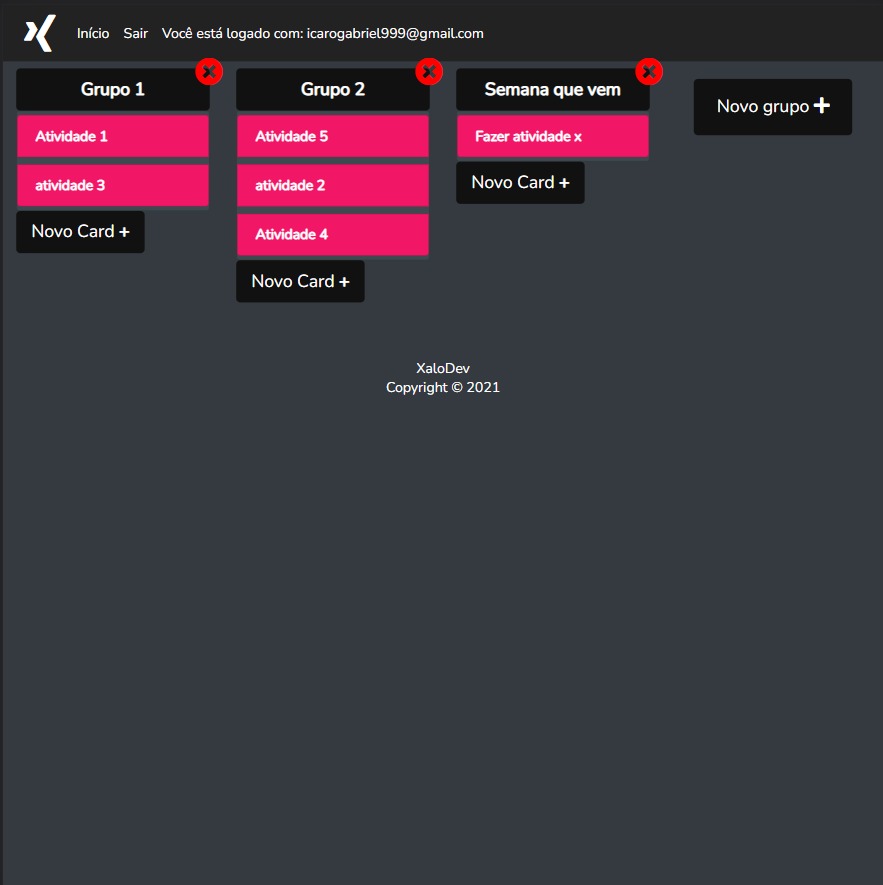 Início Sair Você está logado com: icarogabriel999@gmail.com
Grupo 1
Atividade 1
atividade 3
Novo Card +
Grupo 2
Atividade 5
atividade 2
Atividade 4
Novo Card +
Semana que vem
Fazer atividade x
Novo Card +
Novo grupo +
XaloDev
Copyright © 2021